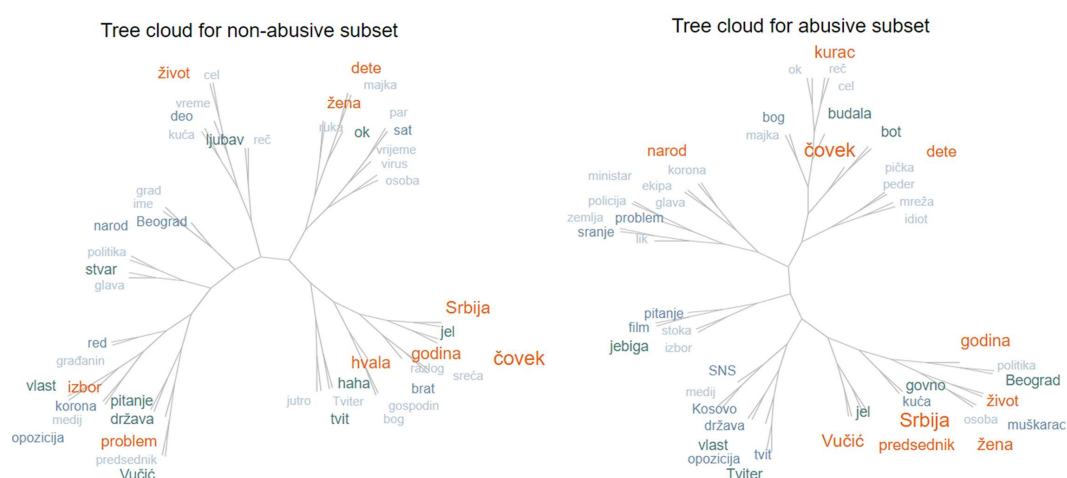 Tree cloud for non-abusive subset
život
cel
vreme
deo
kuća
ljubav
reč
dete
majka
žena
par
ruka
ok
sat
vrijeme
virus
osoba
grad
ime
narod
Beograd
politika
stvar
glava
red
građanin
vlast
izbor
korona
pitanje
medij
država
opozicija
problem
predsednik
Vučić
Srbija
jel
hvala
godina
čovek
razlog
sreća
haha
brat
jutro
Tviter
gospodin
tvit
bog
Tree cloud for abusive subset
kurac
ok
reč
cel
bog
budala
majka
bot
čovek
narod
dete
korona
ministar
pička
ekipa
peder
policija
glava
mreža
zemlja
problem
idiot
sranje
lik
pitanje
film
stoka
jebiga
izbor
godina
politika
SNS
Beograd
medij
govno
kuća
život
Kosovo
jel
Srbija
osoba
država
muškarac
vlast
Vučić
predsednik
žena
opozicija
tvit
Tviter